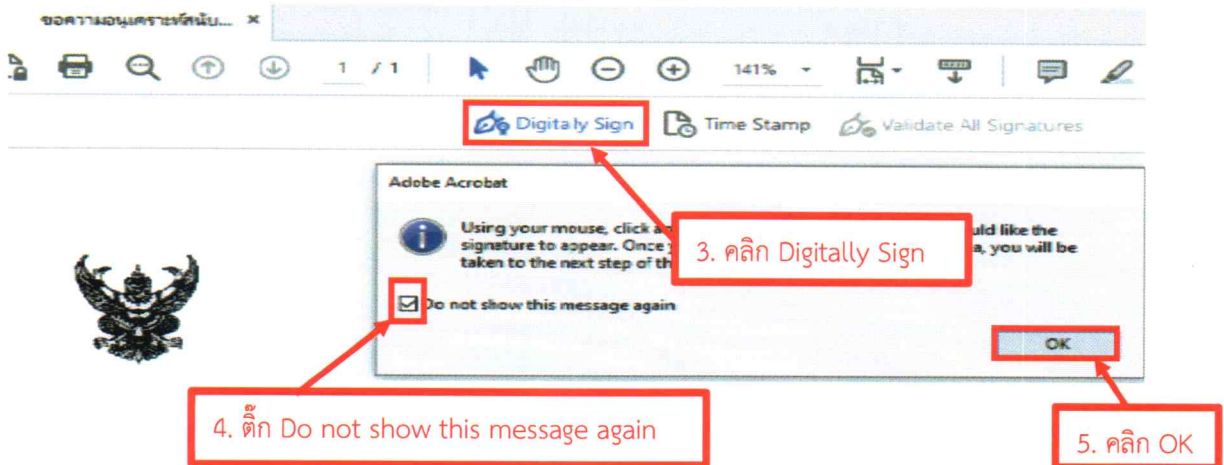 ขอความอนุเคราะห์สนับ... ×
1 / 1 141%
Digitally Sign Time Stamp Validate All Signatures
Adobe Acrobat
Using your mouse, click uld like the
signature to appear. Once a, you will be
taken to the next step of th
3. คลิก Digitally Sign
Do not show this message again
OK
4. ติ๊ก Do not show this message again
5. คลิก OK